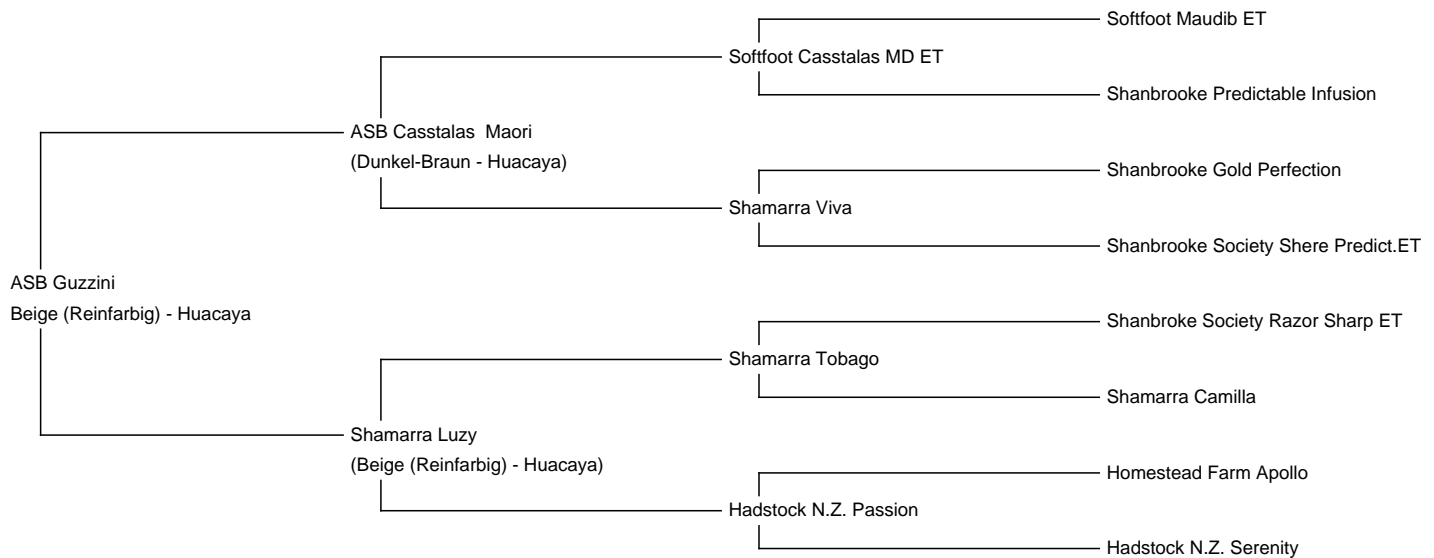 Softfoot Maudib ET
Softfoot Casstalas MD ET
Shanbrooke Predictable Infusion
ASB Casstalas  Maori
(Dunkel-Braun - Huacaya)
Shanbrooke Gold Perfection
Shamarra Viva
Shanbrooke Society Shere Predict.ET
ASB Guzzini
Beige (Reinfarbig) - Huacaya
Shanbroke Society Razor Sharp ET
Shamarra Tobago
Shamarra Camilla
Shamarra Luzy
(Beige (Reinfarbig) - Huacaya)
Homestead Farm Apollo
Hadstock N.Z. Passion
Hadstock N.Z. Serenity